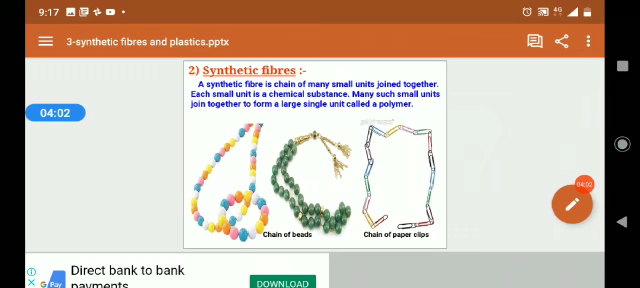 9:17
4G
3-synthetic fibres and plastics.pptx
2) Synthetic fibres :-
A synthetic fibre is chain of many small units joined together.
Each small unit is a chemical substance. Many such small units
join together to form a large single unit called a polymer.
04:02
04:02
Chain of beads
Chain of paper clips
Direct bank to bank
payments
G Pay
DOWNLOAD